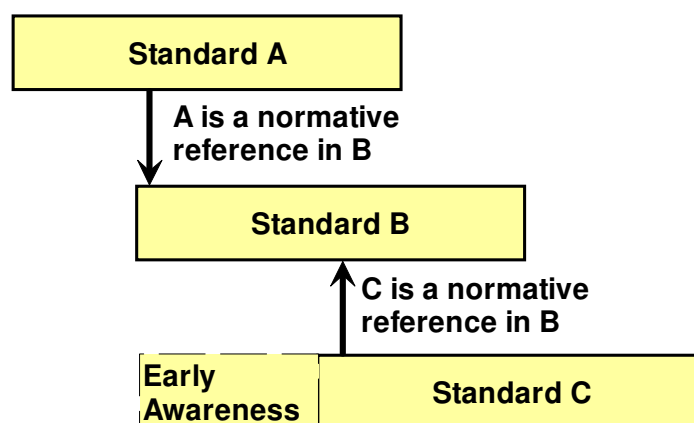 Standard A
A is a normative
reference in B
Standard B
C is a normative
reference in B
Early
Awareness
Standard C